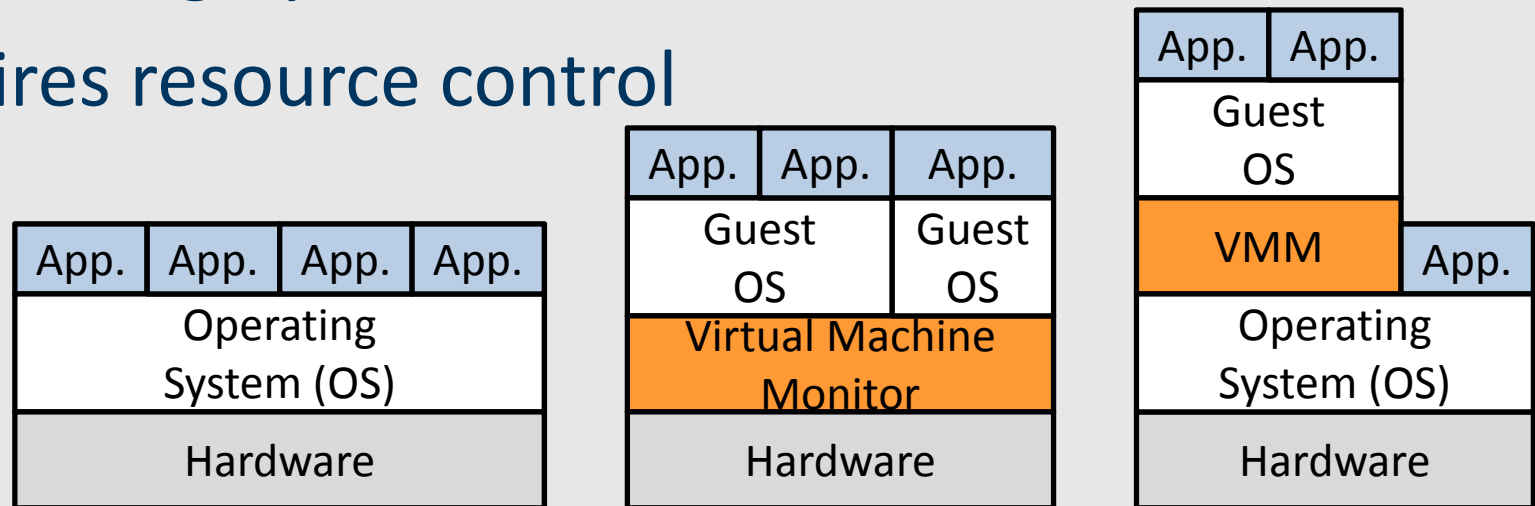 ires resource control
App. App. App. App.
Operating
System (OS)
Hardware
App. App. App.
Guest
OS
Guest
OS
Virtual Machine
Monitor
Hardware
App. App.
Guest
OS
VMM
App.
Operating
System (OS)
Hardware